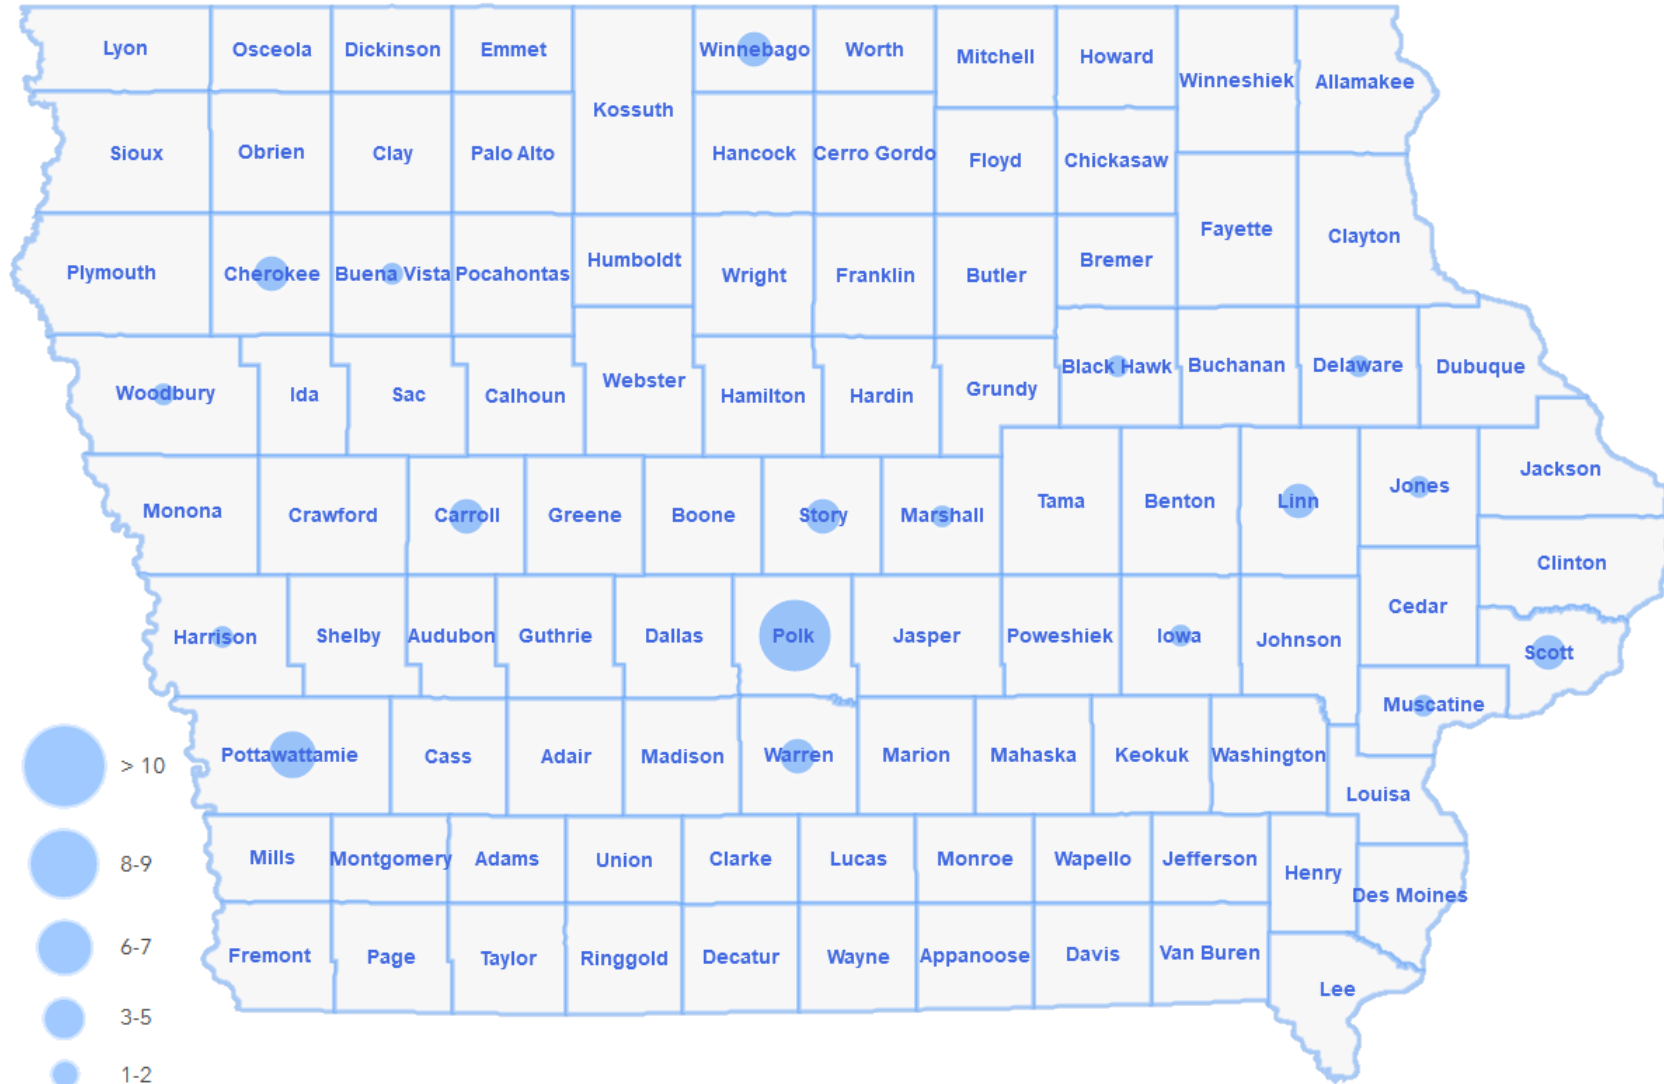 Lyon Osceola Dickinson Emmet Winnebago Worth Mitchell Howard
Winneshiek Allamakee
Kossuth
Sioux Obrien Clay Palo Alto Hancock Cerro Gordo Floyd Chickasaw
Fayette Clayton
Plymouth Cherokee Buena Vista Pocahontas Humboldt Wright Franklin Butler Bremer
Woodbury Ida Sac Calhoun Webster Hamilton Hardin Grundy Black Hawk Buchanan Delaware Dubuque
Jackson
Monona Crawford Carroll Greene Boone Story Marshall Tama Benton Linn Jones
Clinton
Cedar
Harrison Shelby Audubon Guthrie Dallas Polk Jasper Poweshiek Iowa Johnson
Scott
Muscatine
Pottawattamie Cass Adair Madison Warren Marion Mahaska Keokuk Washington
> 10
Louisa
Mills Montgomery Adams Union Clarke Lucas Monroe Wapello Jefferson Henry
8-9
Des Moines
Fremont Page Taylor Ringgold Decatur Wayne Appanoose Davis Van Buren
6-7
Lee
3-5
1-2